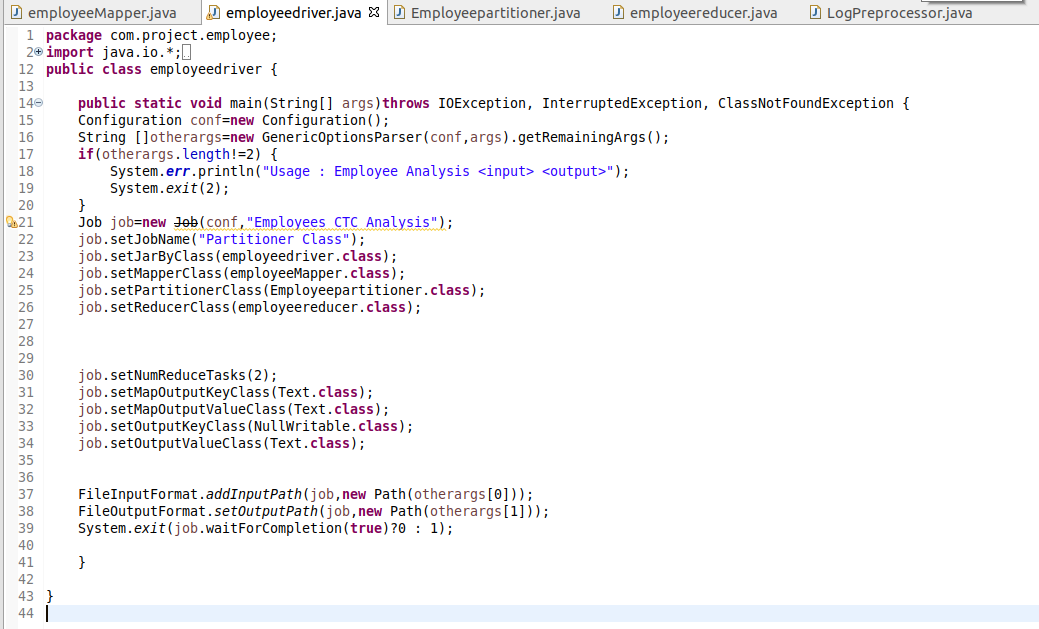 employeeMapper.java employeedriver.java Employeepartitioner.java employeereducer.java LogPreprocessor.java
1 package com.project.employee;
2 import java.io.*;
12 public class employeedriver {
13
14 public static void main(String[] args)throws IOException, InterruptedException, ClassNotFoundException {
15 Configuration conf=new Configuration();
16 String []otherargs=new GenericOptionsParser(conf,args).getRemainingArgs();
17 if(otherargs.length!=2) {
18 System.err.println("Usage : Employee Analysis <input> <output>");
19 System.exit(2);
20 }
21 Job job=new Job(conf,"Employees CTC Analysis");
22 job.setJobName("Partitioner Class");
23 job.setJarByClass(employeedriver.class);
24 job.setMapperClass(employeeMapper.class);
25 job.setPartitionerClass(Employeepartitioner.class);
26 job.setReducerClass(employeereducer.class);
27
28
29
30 job.setNumReduceTasks(2);
31 job.setMapOutputKeyClass(Text.class);
32 job.setMapOutputValueClass(Text.class);
33 job.setOutputKeyClass(NullWritable.class);
34 job.setOutputValueClass(Text.class);
35
36
37 FileInputFormat.addInputPath(job,new Path(otherargs[0]));
38 FileOutputFormat.setOutputPath(job,new Path(otherargs[1]));
39 System.exit(job.waitForCompletion(true)?0 : 1);
40
41 }
42
43 }
44